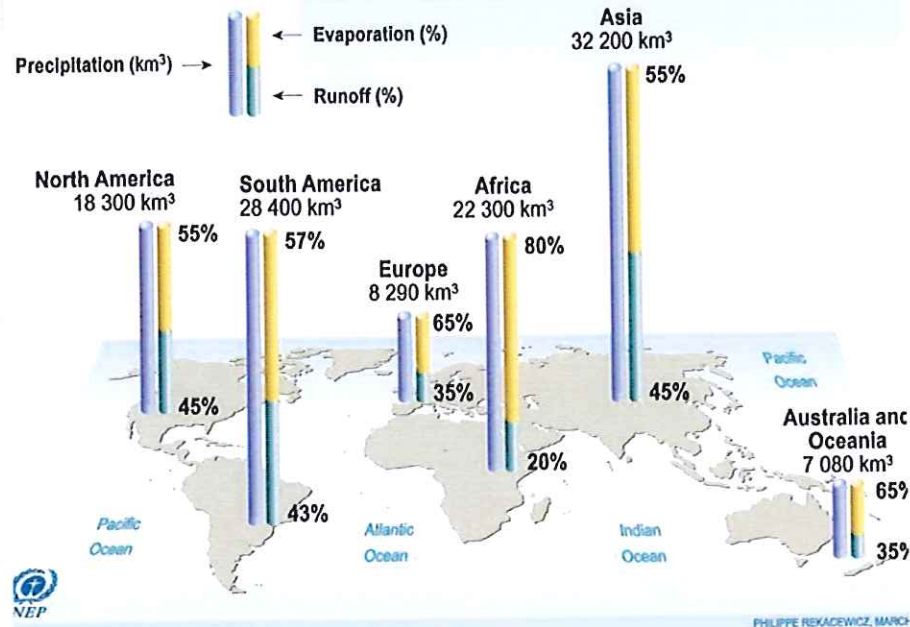 Asia
32 200 km³
Evaporation (%)
55%
Precipitation (km³)
Runoff (%)
North America
18 300 km³
55%
South America
28 400 km³
57%
Africa
22 300 km³
80%
Europe
8 290 km³
65%
Pacific
Ocean
35%
45%
45%
Australia and
Oceania
7 080 km³
20%
65%
43%
Pacific
Ocean
Atlantic
Ocean
Indian
Ocean
35%
NEP
PHILIPPE REKACEWICZ, MARCH